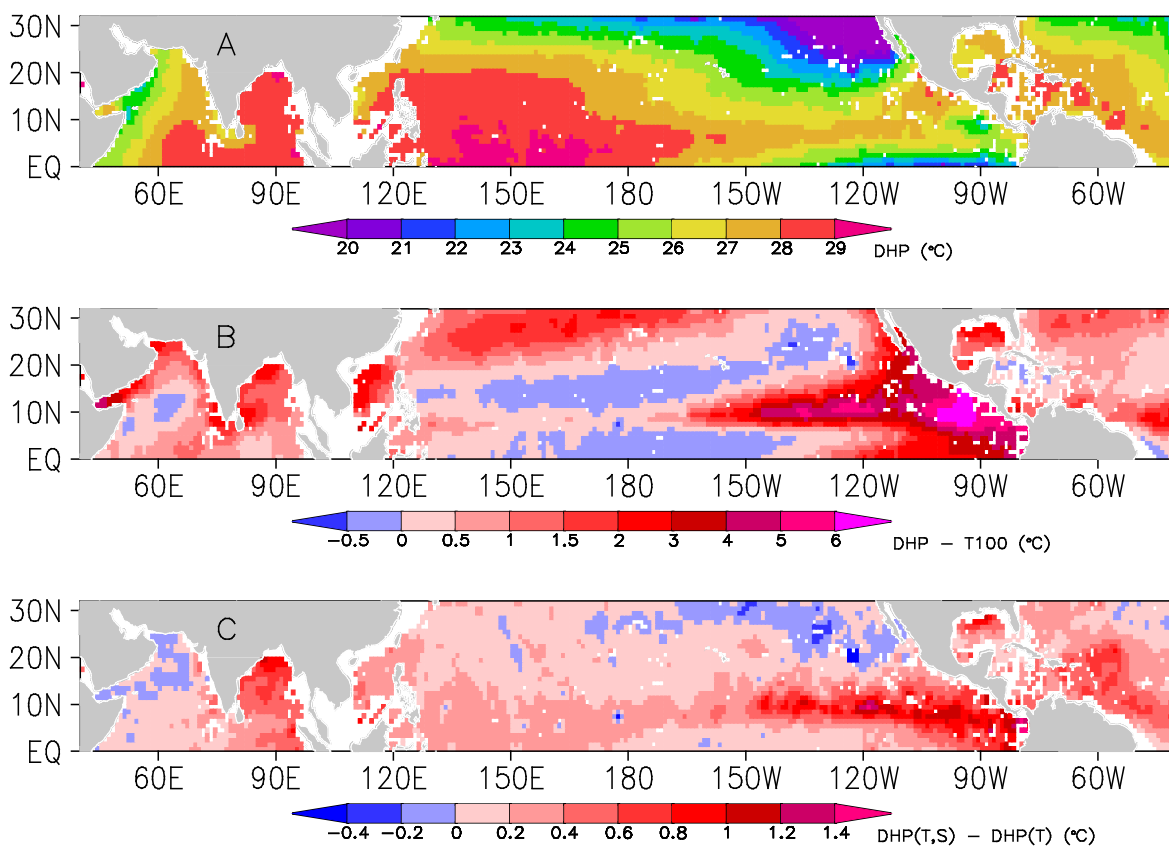 30N
A
20N
10N
EQ
60E 90E 120E 150E 180 150W 120W 90W 60W
20 21 22 23 24 25 26 27 28 29 DHP (°C)
30N
B
20N
10N
EQ
60E 90E 120E 150E 180 150W 120W 90W 60W
−0.5 0 0.5 1 1.5 2 3 4 5 6 DHP − T100 (°C)
30N
C
20N
10N
EQ
60E 90E 120E 150E 180 150W 120W 90W 60W
−0.4 −0.2 0 0.2 0.4 0.6 0.8 1 1.2 1.4 DHP(T,S) − DHP(T) (°C)